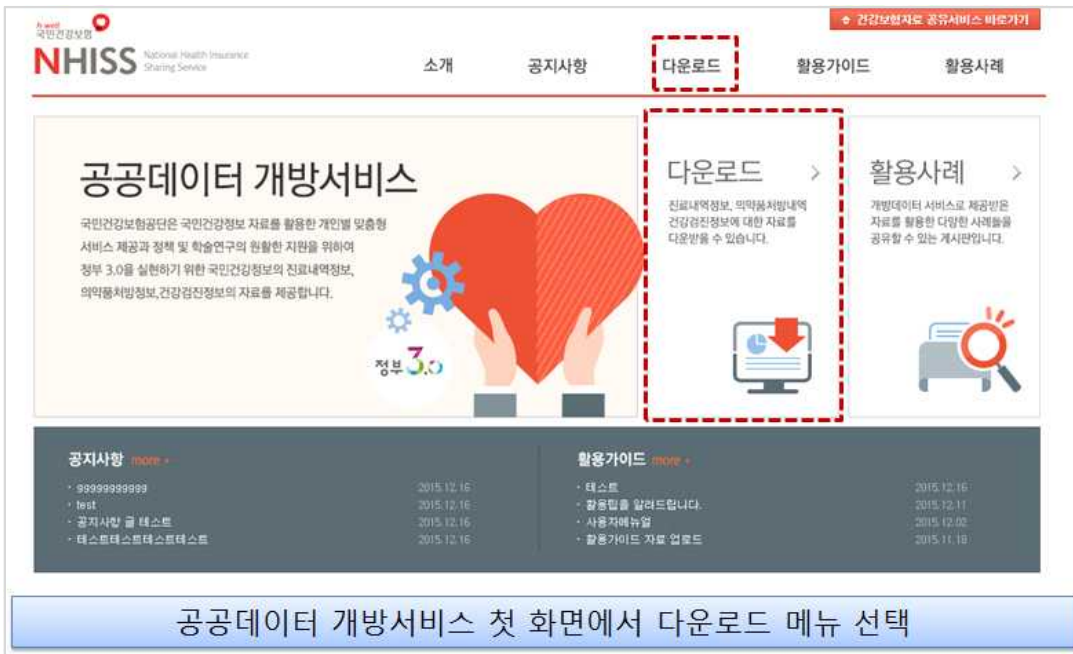 h-well
국민건강보험
NHISS National Health Insurance
Sharing Service
건강보험자료 공유서비스 바로가기
소개 공지사항 다운로드 활용가이드 활용사례
공공데이터 개방서비스
국민건강보험공단은 국민건강정보 자료를 활용한 개인별 맞춤형
서비스 제공과 정책 및 학술연구의 원활한 지원을 위하여
정부 3.0을 실현하기 위한 국민건강정보의 진료내역정보,
의약품처방정보,건강검진정보의 자료를 제공합니다.
정부 3.0
다운로드 >
진료내역정보, 의약품처방내역
건강검진정보에 대한 자료를
다운받을 수 있습니다.
활용사례 >
개방데이터 서비스로 제공받은
자료를 활용한 다양한 사례들을
공유할 수 있는 게시판입니다.
공지사항 more +
· 99999999999 2015.12.16
· test 2015.12.16
· 공지사항 글 테스트 2015.12.16
· 테스트테스트테스트테스트 2015.12.16
활용가이드 more +
· 테스트 2015.12.16
· 활용팁을 알려드립니다. 2015.12.11
· 사용자메뉴얼 2015.12.02
· 활용가이드 자료 업로드 2015.11.18
공공데이터 개방서비스 첫 화면에서 다운로드 메뉴 선택